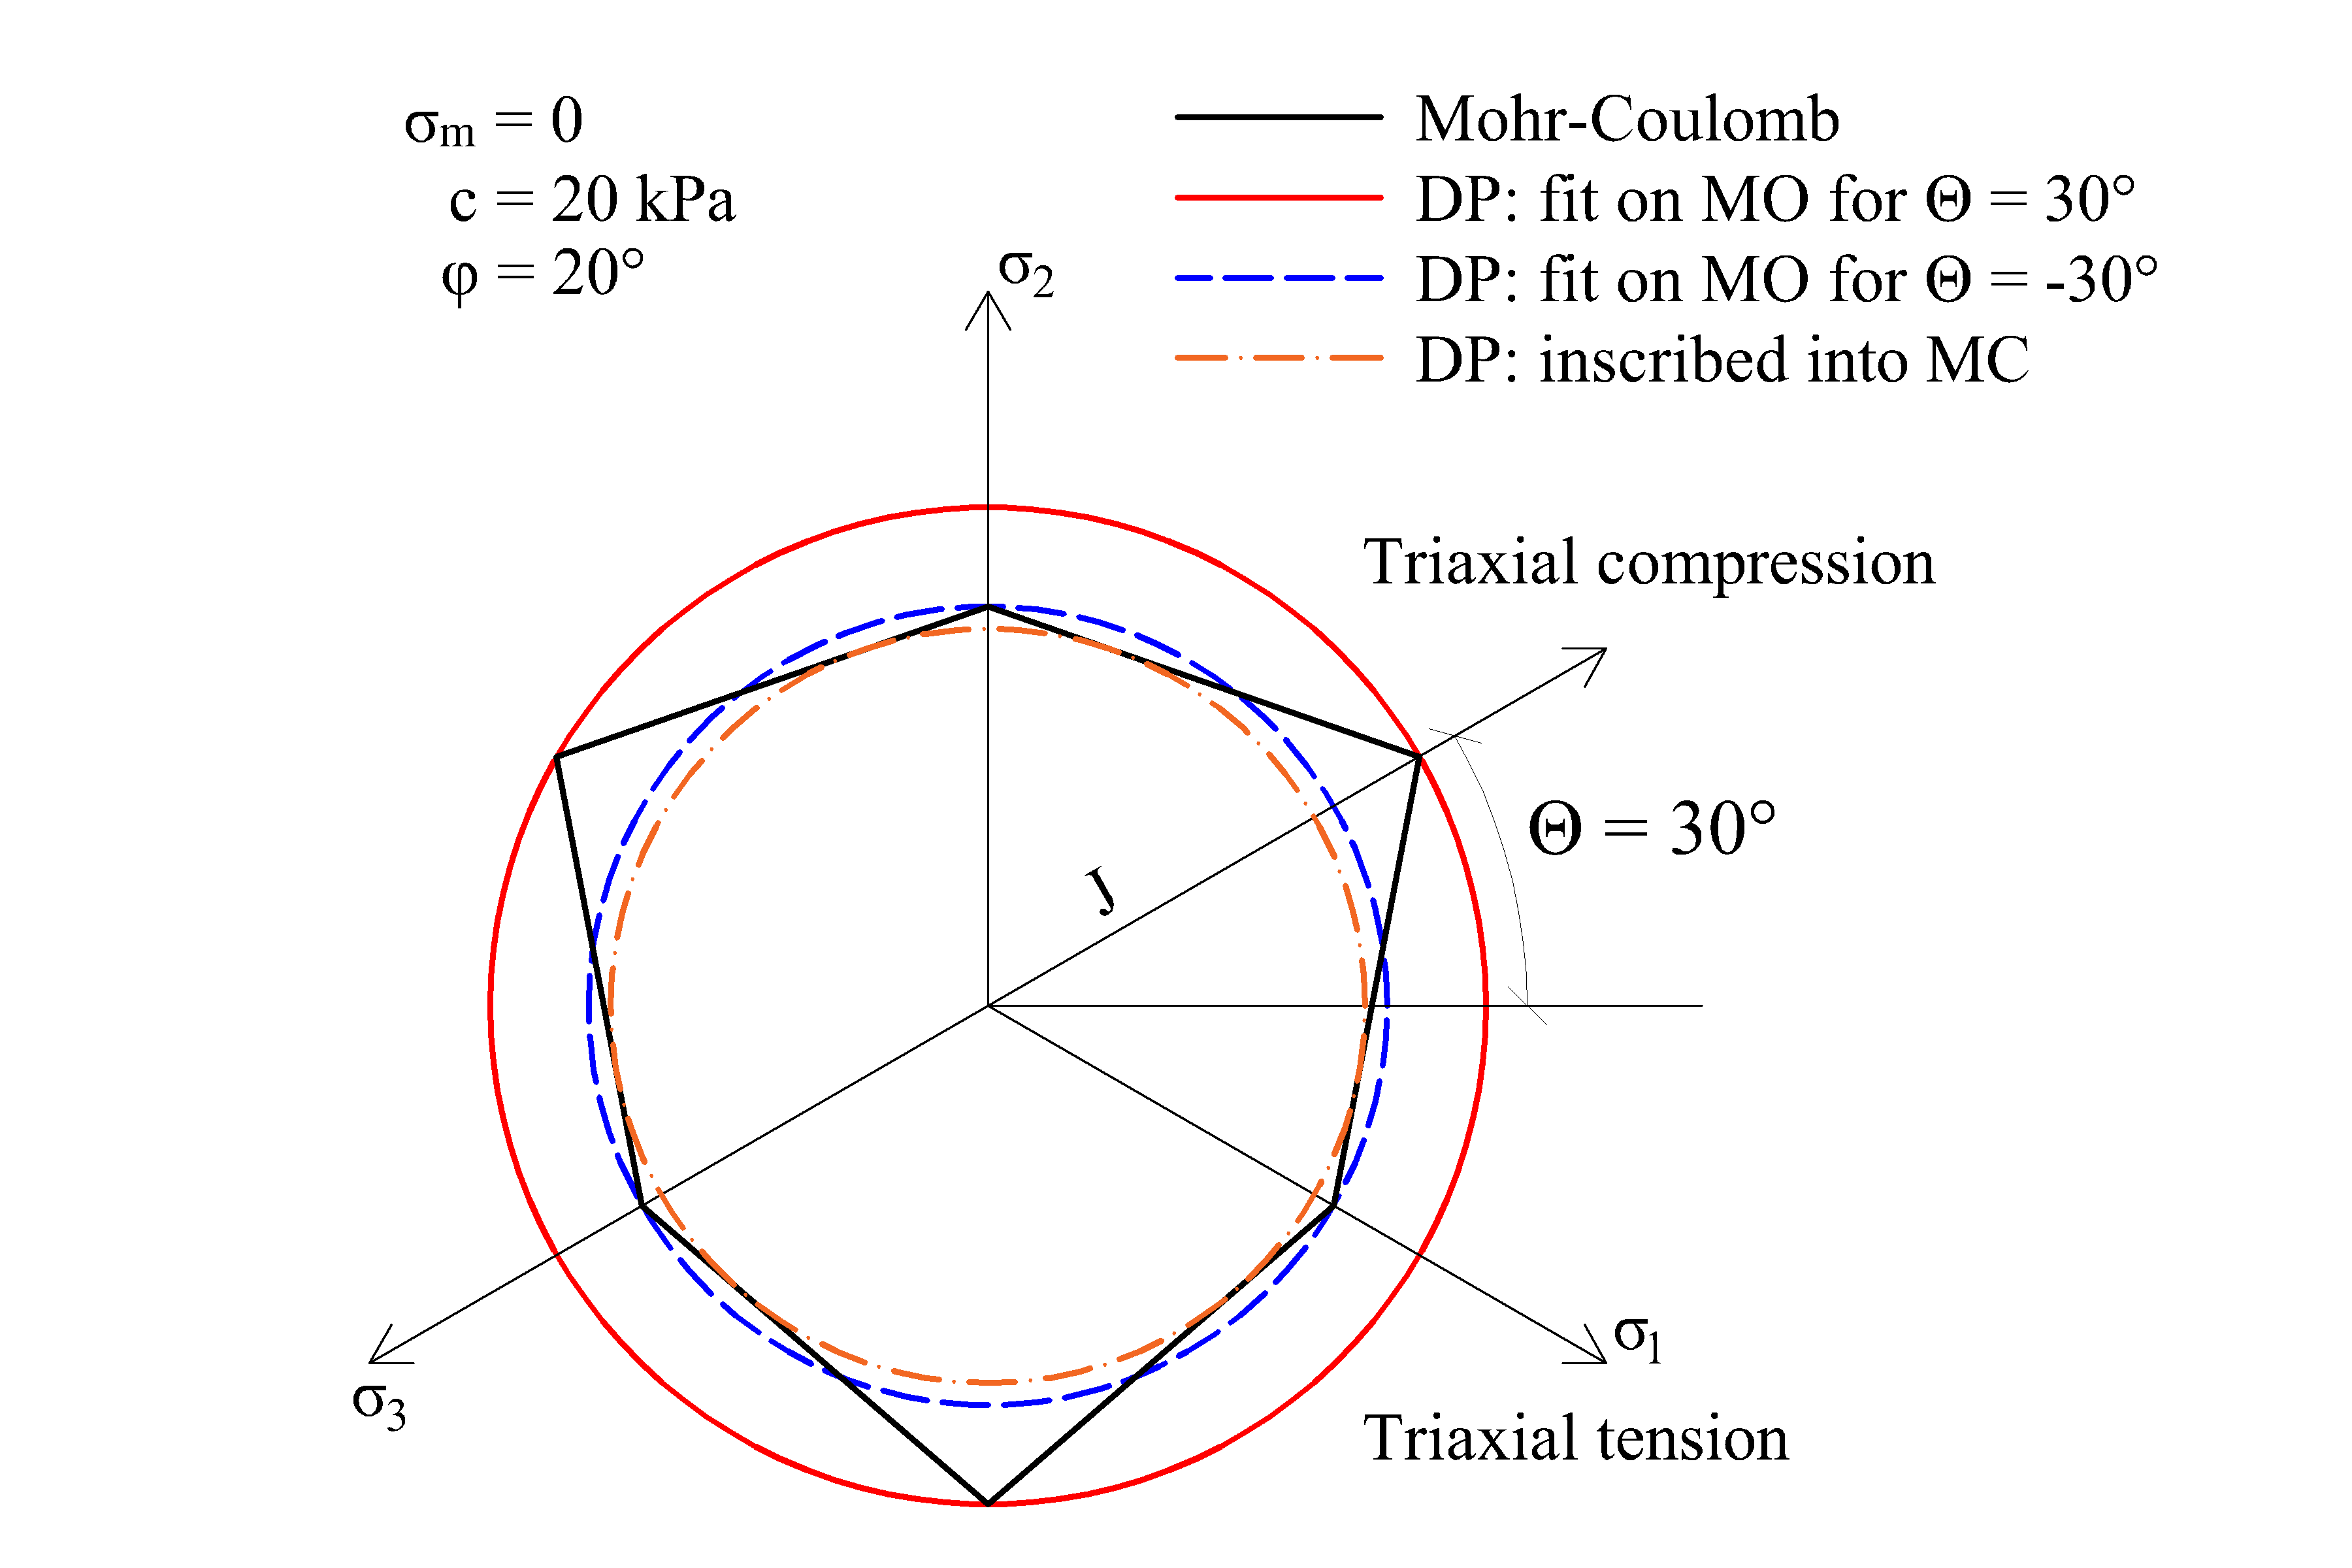 σm = 0
c = 20 kPa
φ = 20°
Mohr-Coulomb
DP: fit on MO for Θ = 30°
DP: fit on MO for Θ = -30°
DP: inscribed into MC
σ2
Triaxial compression
Θ = 30°
J
σ1
σ3
Triaxial tension